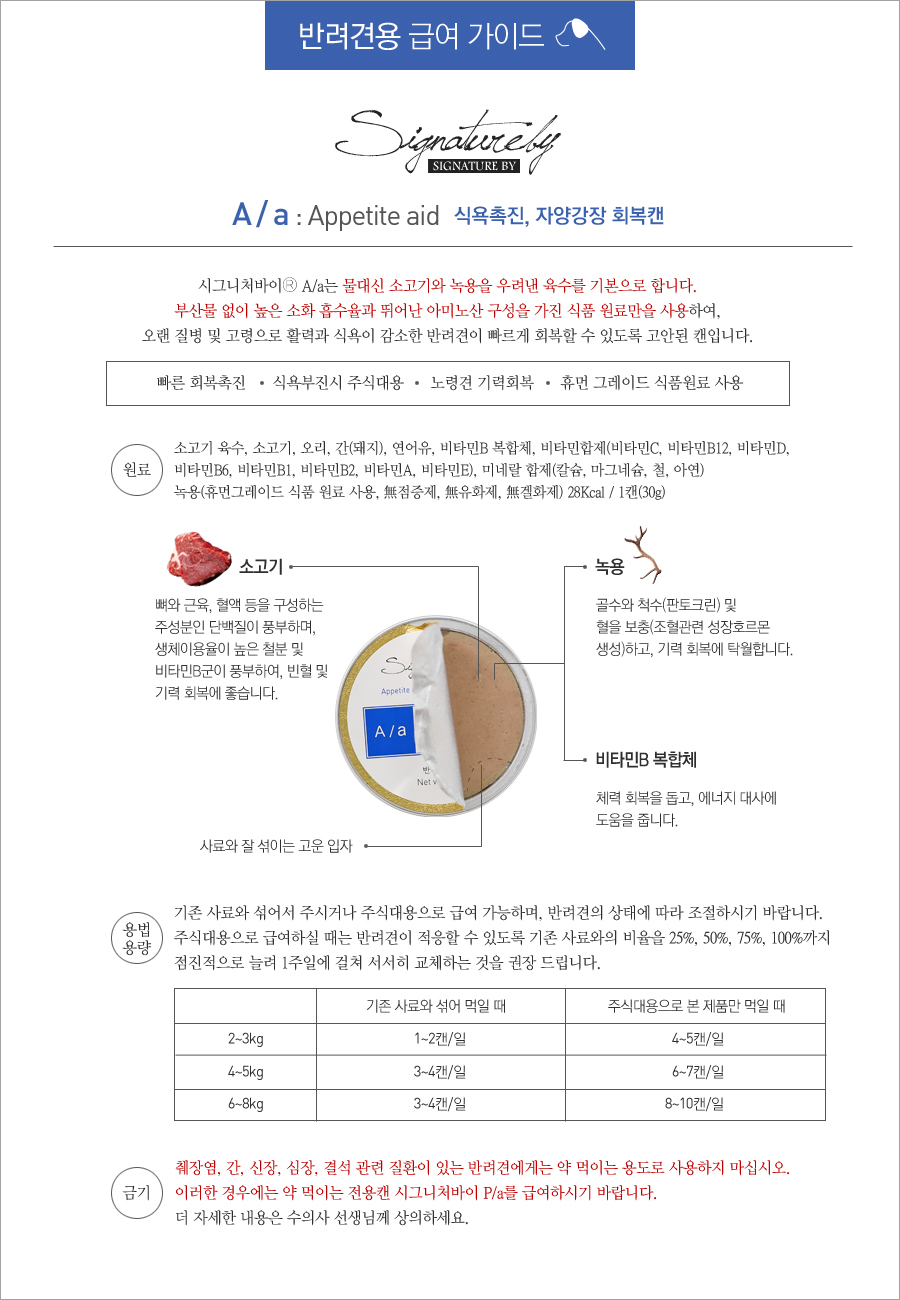 반려견용 급여 가이드
Signatureby
SIGNATURE BY
A/a : Appetite aid 식욕촉진, 자양강장 회복캔
시그니처바이Ⓡ A/a는 물대신 소고기와 녹용을 우려낸 육수를 기본으로 합니다.
부산물 없이 높은 소화 흡수율과 뛰어난 아미노산 구성을 가진 식품 원료만을 사용하여,
오랜 질병 및 고령으로 활력과 식욕이 감소한 반려견이 빠르게 회복할 수 있도록 고안된 캔입니다.
빠른 회복촉진 • 식욕부진시 주식대용 • 노령견 기력회복 • 휴먼 그레이드 식품원료 사용
원료
소고기 육수, 소고기, 오리, 간(돼지), 연어유, 비타민B 복합체, 비타민합제(비타민C, 비타민B12, 비타민D,
비타민B6, 비타민B1, 비타민B2, 비타민A, 비타민E), 미네랄 합제(칼슘, 마그네슘, 철, 아연)
녹용(휴먼그레이드 식품 원료 사용, 無점증제, 無유화제, 無겔화제) 28Kcal / 1캔(30g)
소고기
뼈와 근육, 혈액 등을 구성하는
주성분인 단백질이 풍부하며,
생체이용율이 높은 철분 및
비타민B군이 풍부하여, 빈혈 및
기력 회복에 좋습니다.
녹용
골수와 척수(판토크린) 및
혈을 보충(조혈관련 성장호르몬
생성)하고, 기력 회복에 탁월합니다.
Appetite
A/a
반
Net
비타민B 복합체
체력 회복을 돕고, 에너지 대사에
도움을 줍니다.
사료와 잘 섞이는 고운 입자
용법
용량
기존 사료와 섞어서 주시거나 주식대용으로 급여 가능하며, 반려견의 상태에 따라 조절하시기 바랍니다.
주식대용으로 급여하실 때는 반려견이 적응할 수 있도록 기존 사료와의 비율을 25%, 50%, 75%, 100%까지
점진적으로 늘려 1주일에 걸쳐 서서히 교체하는 것을 권장 드립니다.
기존 사료와 섞어 먹일 때 주식대용으로 본 제품만 먹일 때
2~3kg 1~2캔/일 4~5캔/일
4~5kg 3~4캔/일 6~7캔/일
6~8kg 3~4캔/일 8~10캔/일
금기
췌장염, 간, 신장, 심장, 결석 관련 질환이 있는 반려견에게는 약 먹이는 용도로 사용하지 마십시오.
이러한 경우에는 약 먹이는 전용캔 시그니처바이 P/a를 급여하시기 바랍니다.
더 자세한 내용은 수의사 선생님께 상의하세요.